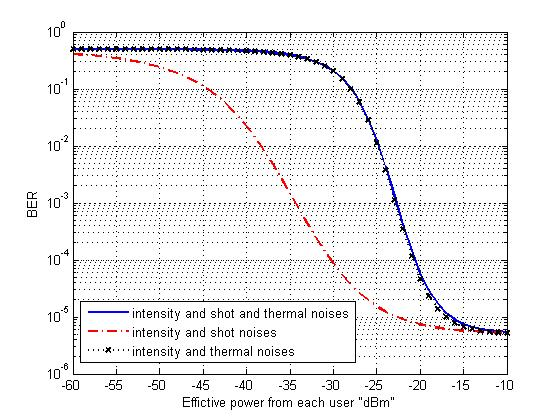 10^0
10^-1
10^-2
10^-3
10^-4
10^-5
10^-6
BER
intensity and shot and thermal noises
intensity and shot noises
intensity and thermal noises
-60 -55 -50 -45 -40 -35 -30 -25 -20 -15 -10
Effictive power from each user "dBm"